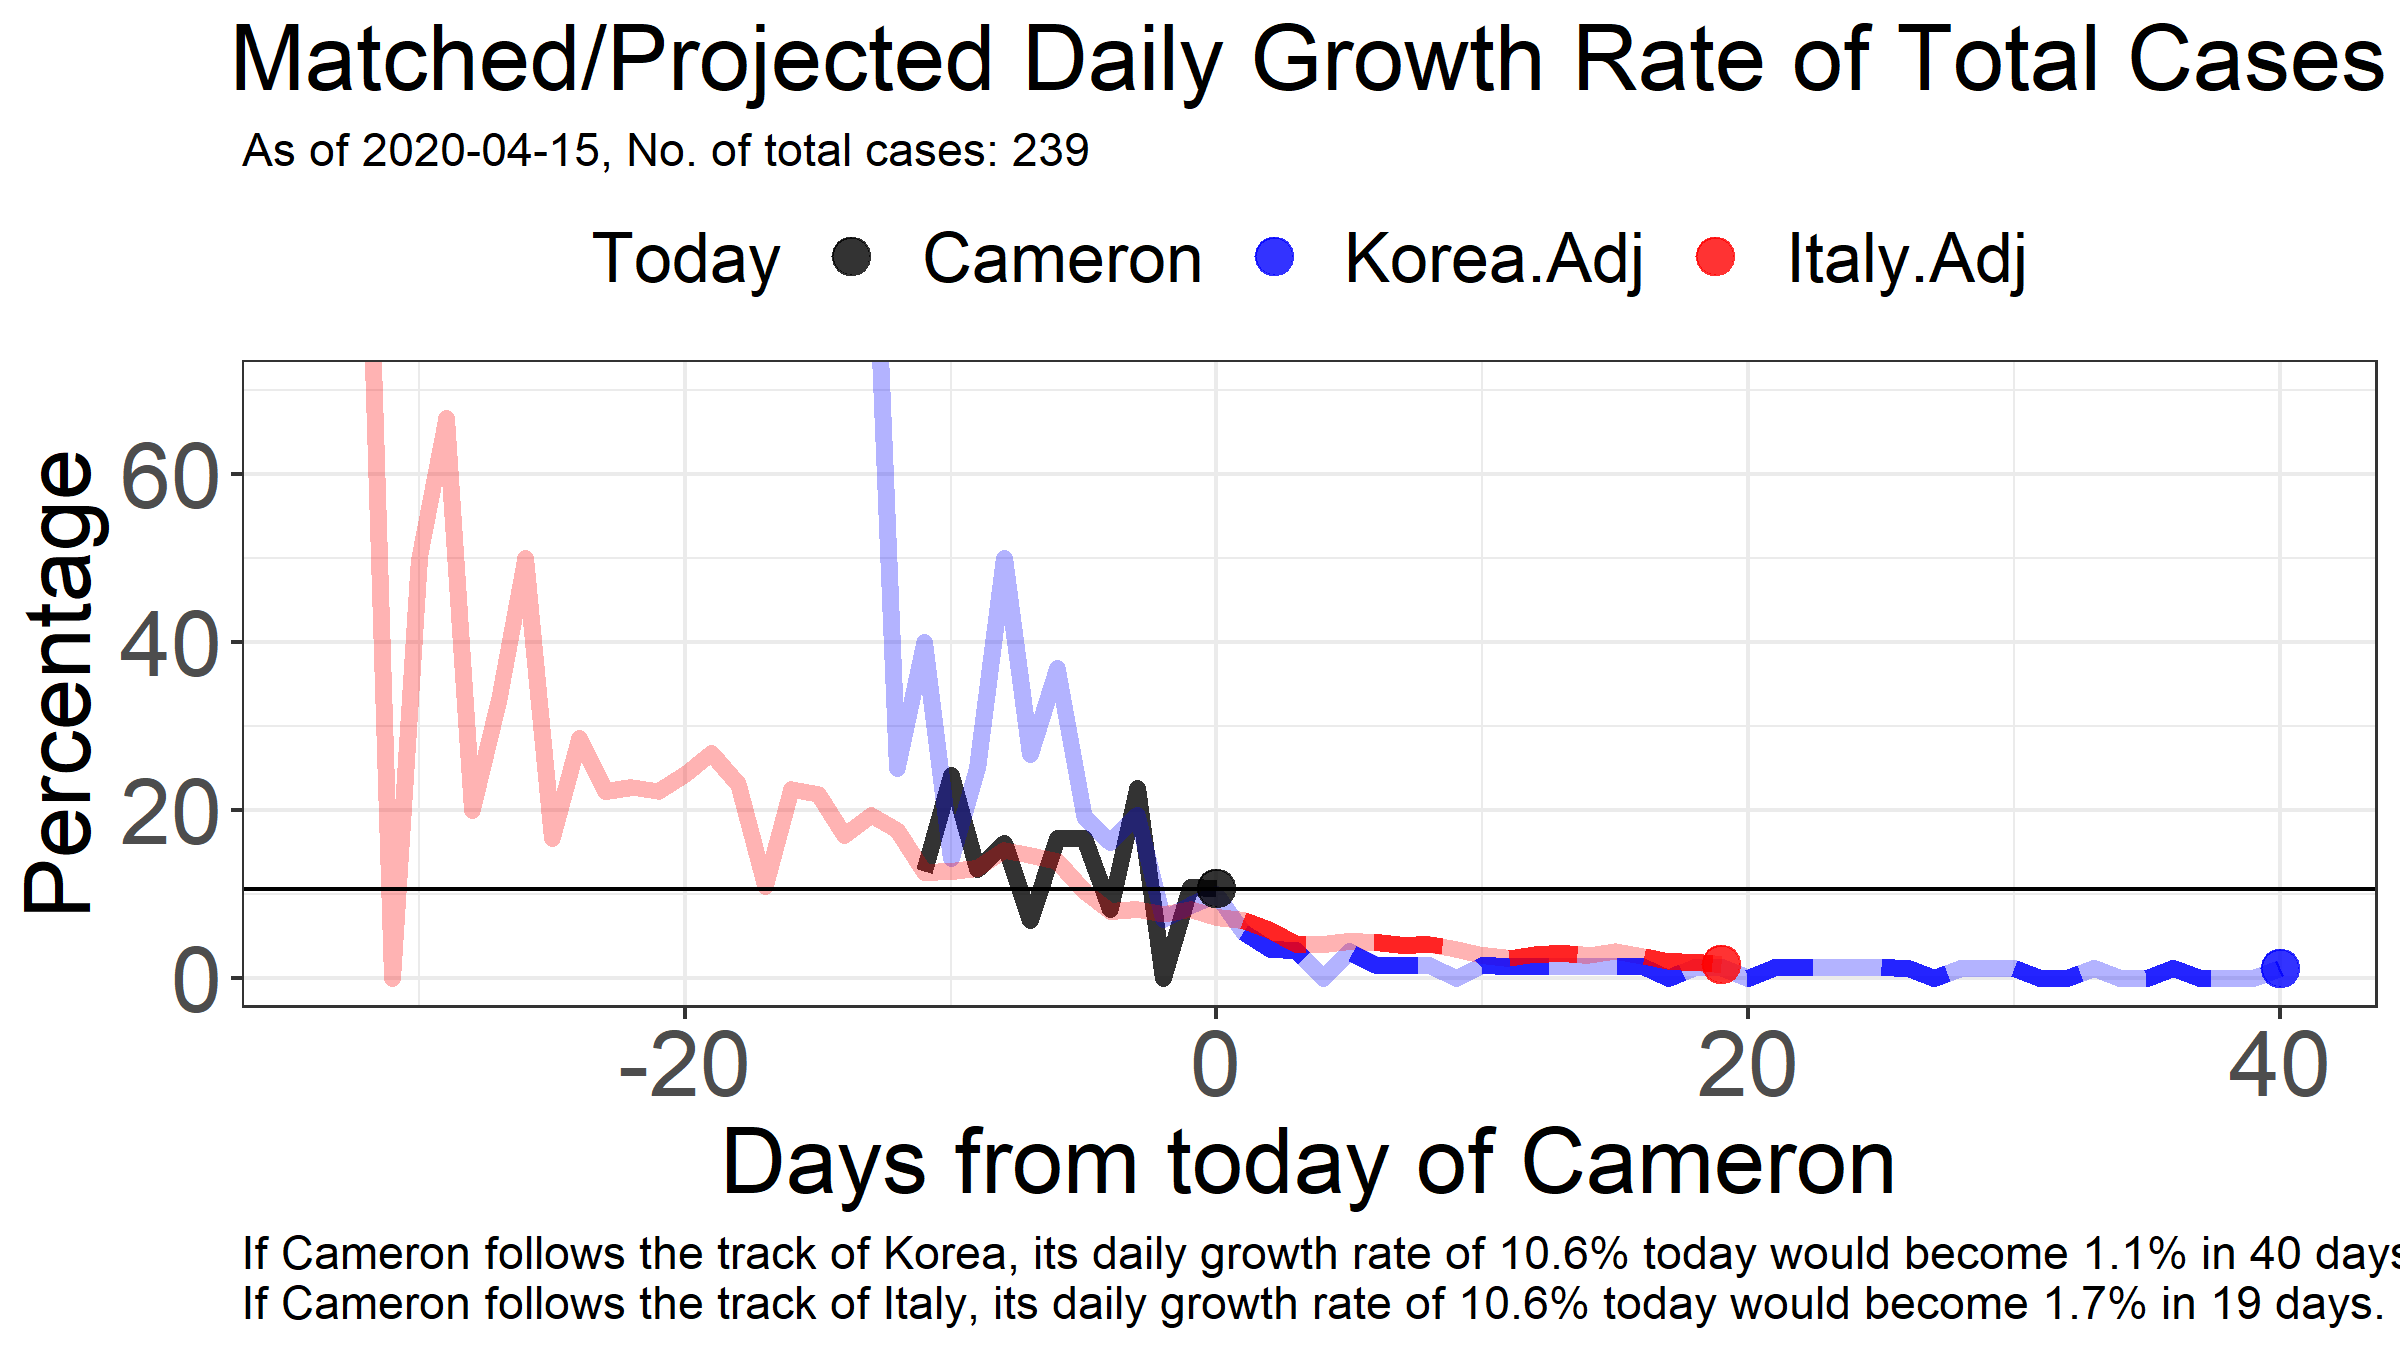 Matched/Projected Daily Growth Rate of Total Cases
As of 2020-04-15, No. of total cases: 239
Today Cameron Korea.Adj Italy.Adj
Percentage
60
40
20
0
-20 0 20 40
Days from today of Cameron
If Cameron follows the track of Korea, its daily growth rate of 10.6% today would become 1.1% in 40 days
If Cameron follows the track of Italy, its daily growth rate of 10.6% today would become 1.7% in 19 days.